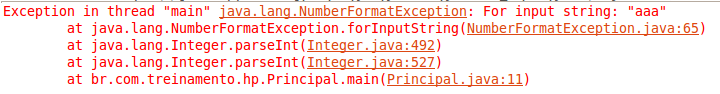 Exception in thread "main" java.lang.NumberFormatException: For input string: "aaa"
at java.lang.NumberFormatException.forInputString(NumberFormatException.java:65)
at java.lang.Integer.parseInt(Integer.java:492)
at java.lang.Integer.parseInt(Integer.java:527)
at br.com.treinamento.hp.Principal.main(Principal.java:11)